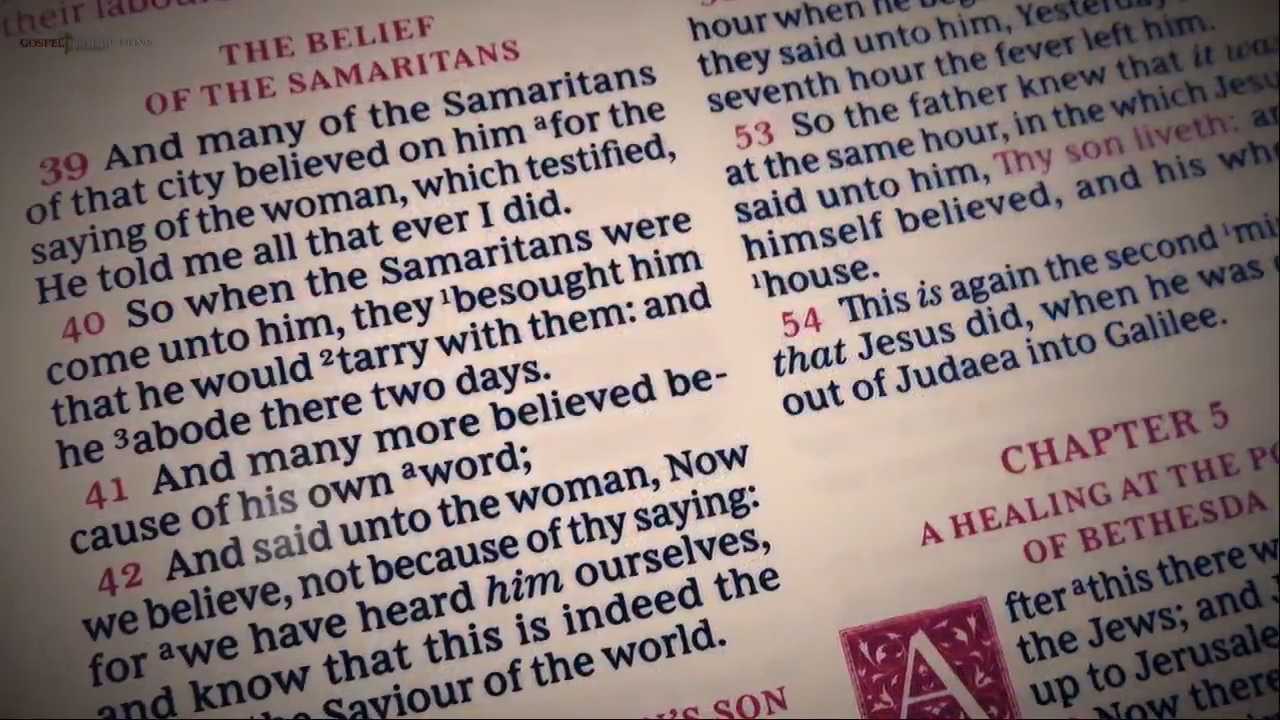 their
THE BELIEF
OF THE SAMARITANS
39 And many of the Samaritans
of that city believed on him ᵃfor the
saying of the woman, which testified,
He told me all that ever I did.
40 So when the Samaritans were
come unto him, they ¹besought him
that he would ²tarry with them: and
he ³abode there two days.
41 And many more believed be-
cause of his own ᵃword;
42 And said unto the woman, Now
we believe, not because of thy saying:
for ᵃwe have heard him ourselves,
and know that this is indeed the
Saviour of the world.
SON
hour when he
they said unto him, Yesterday
seventh hour the fever left him.
53 So the father knew that it
at the same hour, in the which
said unto him, Thy son liveth:
himself believed, and his
¹house.
54 This is again the second
that Jesus did, when he was
out of Judaea into Galilee.
CHAPTER 5
A HEALING AT THE
OF BETHESDA
A
fter ᵃthis there
the Jews; and
up to
Now there